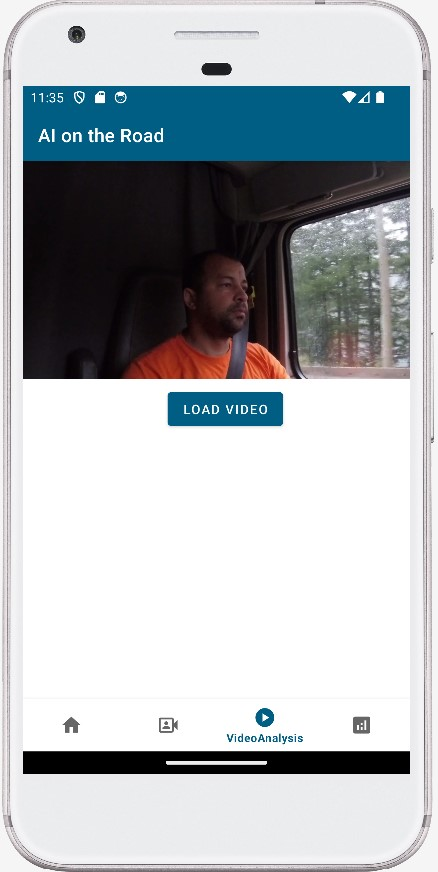 11:35
AI on the Road
LOAD VIDEO
VideoAnalysis